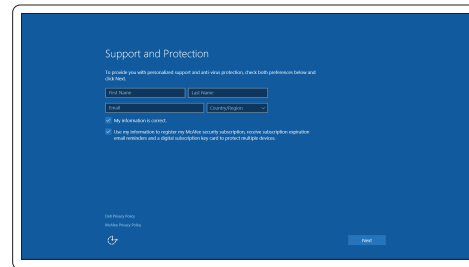 Support and Protection
To provide you with personalized support and anti-virus protection, check both preferences below and
click Next.
First Name
Last Name
Email
Country/Region
My information is correct.
Use my information to register my McAfee security subscription, receive subscription expiration
email reminders and a digital subscription key card to protect multiple devices.
Dell Privacy Policy
McAfee Privacy Policy
Next